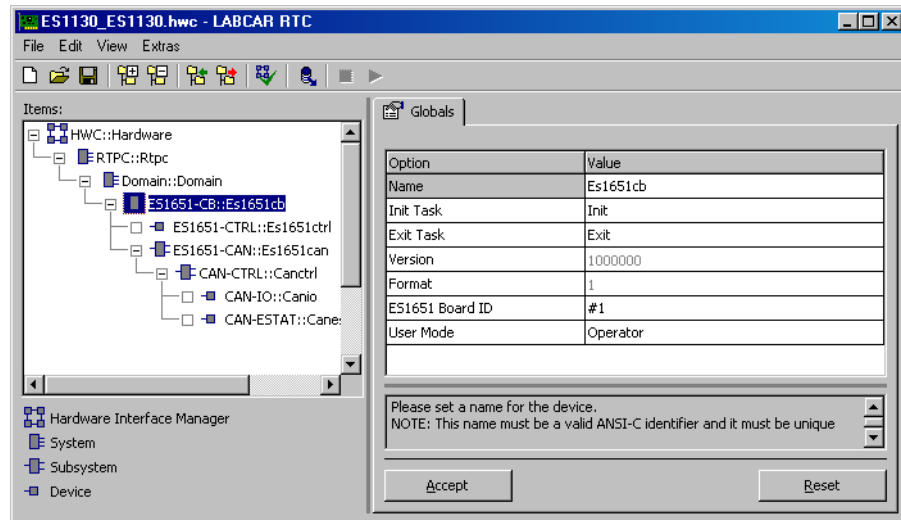 ES1130_ES1130.hwc - LABCAR RTC
File Edit View Extras
Items:
HWC::Hardware
RTPC::Rtpc
Domain::Domain
ES1651-CB::Es1651cb
ES1651-CTRL::Es1651ctrl
ES1651-CAN::Es1651can
CAN-CTRL::Canctrl
CAN-IO::Canio
CAN-ESTAT::Canes
Hardware Interface Manager
System
Subsystem
Device
Globals
Option Value
Name Es1651cb
Init Task Init
Exit Task Exit
Version 1000000
Format 1
ES1651 Board ID #1
User Mode Operator
Please set a name for the device.
NOTE: This name must be a valid ANSI-C identifier and it must be unique
Accept Reset